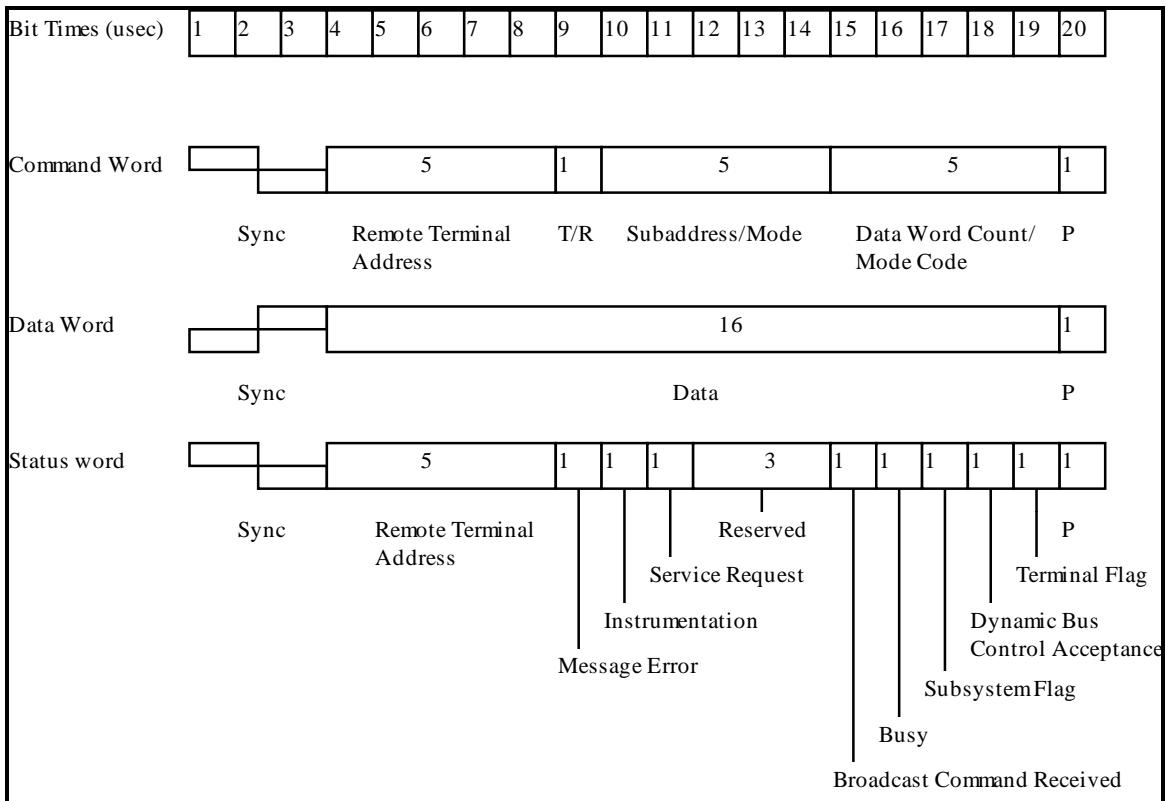 Bit Times (usec) 1 2 3 4 5 6 7 8 9 10 11 12 13 14 15 16 17 18 19 20
Command Word 5 1 5 5 1
Sync Remote Terminal Address T/R Subaddress/Mode Data Word Count/ Mode Code P
Data Word 16 1
Sync Data P
Status word 5 1 1 1 3 1 1 1 1 1 1
Sync Remote Terminal Address Reserved P
Service Request Terminal Flag
Instrumentation Dynamic Bus Control Acceptance
Message Error
Subsystem Flag
Busy
Broadcast Command Received